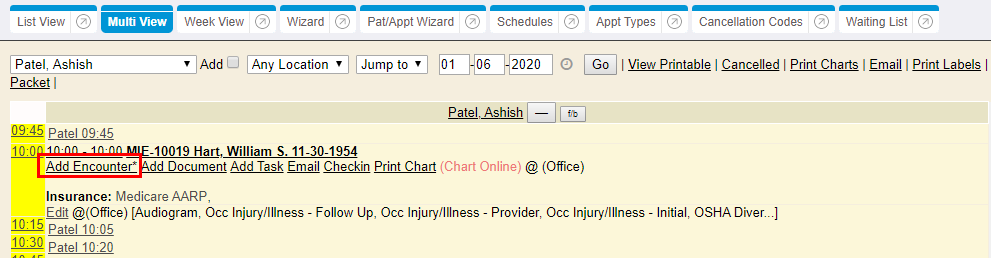 List View Multi View Week View Wizard Pat/Appt Wizard Schedules Appt Types Cancellation Codes Waiting List
Patel, Ashish Add Any Location Jump to 01 -06 -2020 Go | View Printable | Cancelled | Print Charts | Email | Print Labels |
Packet |
Patel, Ashish — f/b
09:45 Patel 09:45
10:00 10:00 - 10:00 MIE-10019 Hart, William S. 11-30-1954
Add Encounter* Add Document Add Task Email Checkin Print Chart (Chart Online) @ (Office)
Insurance: Medicare AARP,
Edit @(Office) [Audiogram, Occ Injury/Illness - Follow Up, Occ Injury/Illness - Provider, Occ Injury/Illness - Initial, OSHA Diver...]
10:15 Patel 10:05
10:30 Patel 10:20